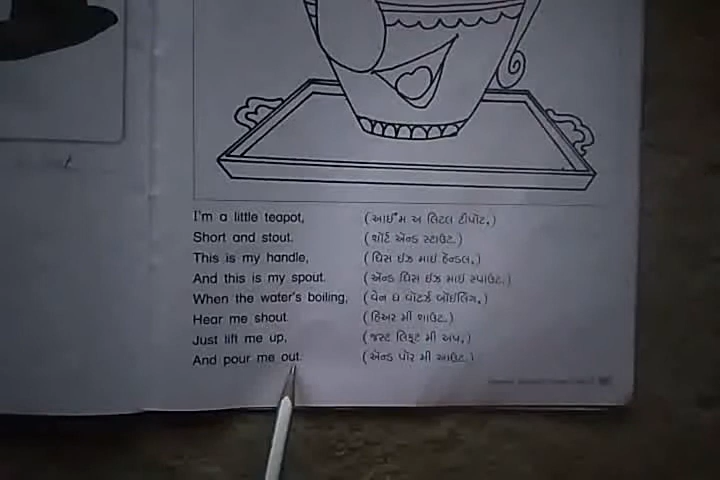 I'm a little teapot, (આઈ'મ અ લિટલ ટીપૉટ,)
Short and stout. (શૉર્ટ ઍન્ડ સ્ટાઉટ.)
This is my handle, (ધિસ ઈઝ માઇ હૅન્ડલ,)
And this is my spout. (ઍન્ડ ધિસ ઈઝ માઇ સ્પાઉટ.)
When the water's boiling, (વેન ધ વૉટર્ઝ બૉઇલિંગ,)
Hear me shout. (હિઅર મી શાઉટ.)
Just lift me up, (જસ્ટ લિફ્ટ મી અપ,)
And pour me out. (ઍન્ડ પૉર મી આઉટ.)